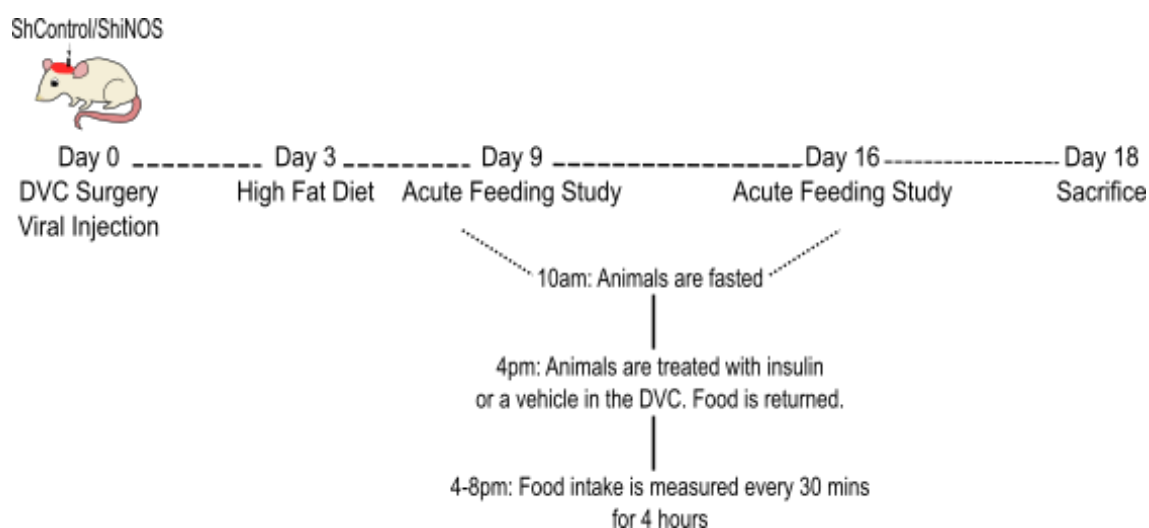 ShControl/ShiNOS
Day 0 Day 3 Day 9 Day 16 Day 18
DVC Surgery High Fat Diet Acute Feeding Study Acute Feeding Study Sacrifice
Viral Injection
10am: Animals are fasted
4pm: Animals are treated with insulin
or a vehicle in the DVC. Food is returned.
4-8pm: Food intake is measured every 30 mins
for 4 hours